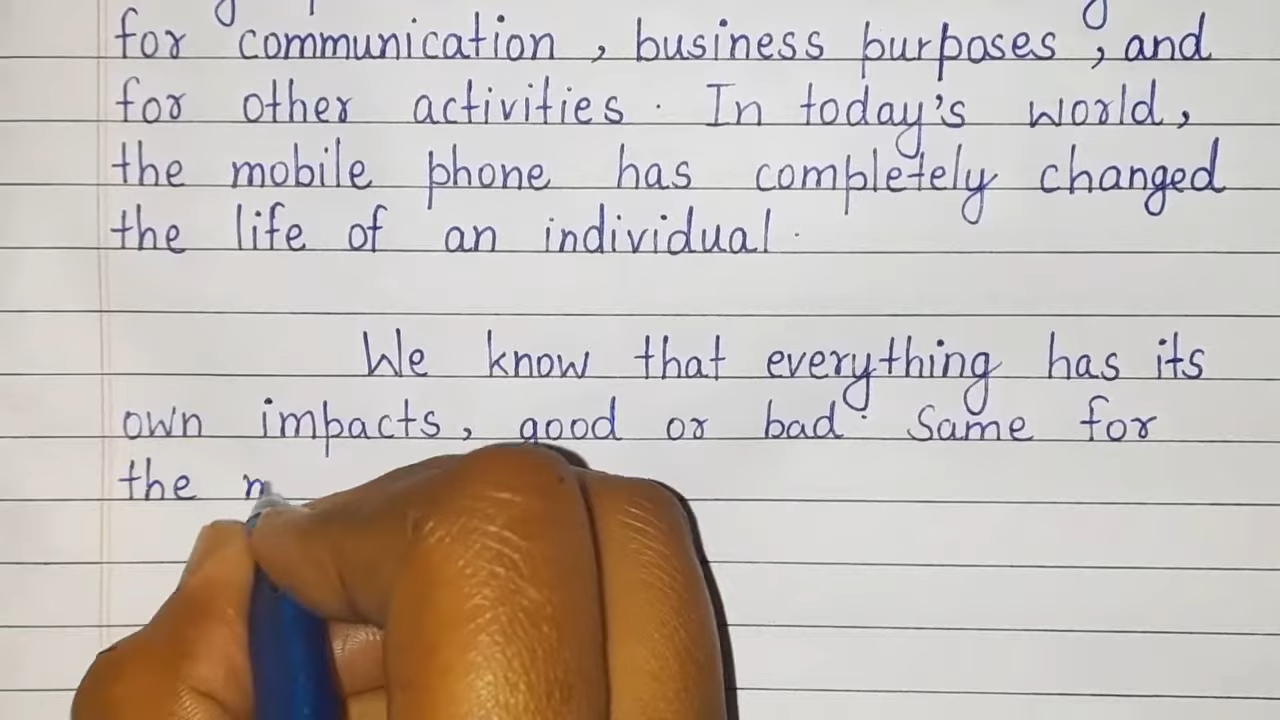 for communication, business purposes, and
for other activities. In today's world,
the mobile phone has completely changed
the life of an individual.
We know that everything has its
own impacts, good or bad. Same for
the